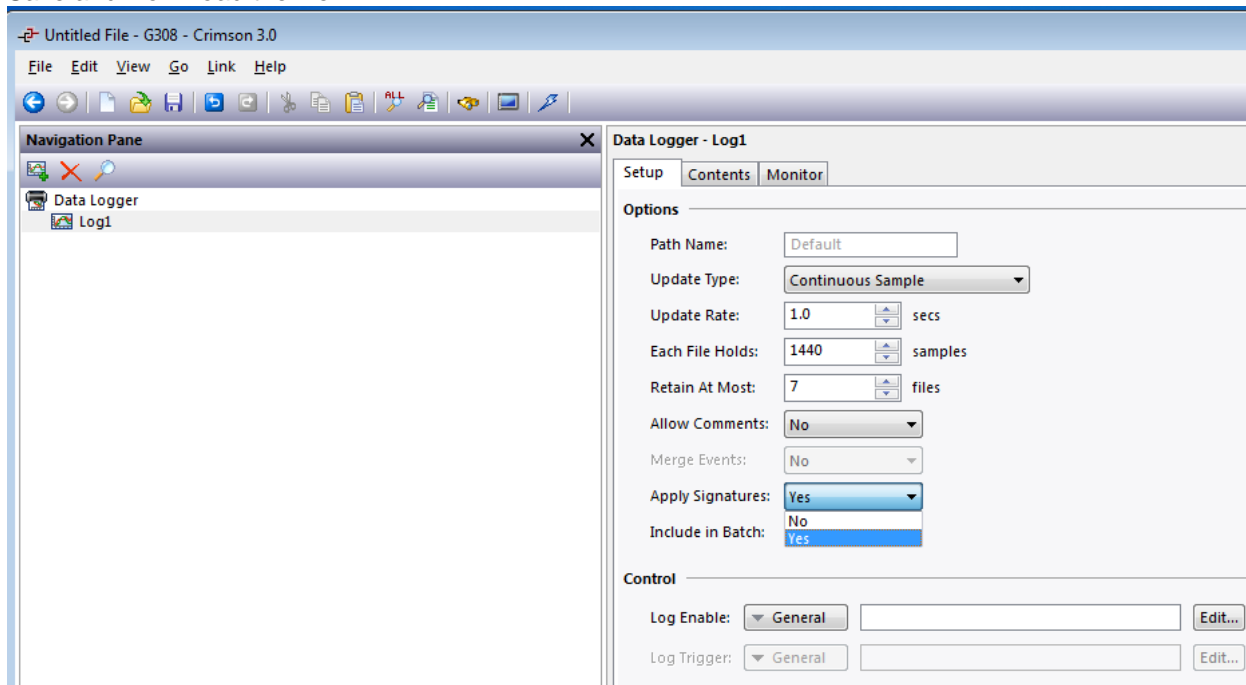 Untitled File - G308 - Crimson 3.0
File Edit View Go Link Help
ALL
Navigation Pane
Data Logger
Log1
Data Logger - Log1
Setup Contents Monitor
Options
Path Name: Default
Update Type: Continuous Sample
Update Rate: 1.0 secs
Each File Holds: 1440 samples
Retain At Most: 7 files
Allow Comments: No
Merge Events: No
Apply Signatures: Yes
No
Include in Batch: Yes
Control
Log Enable: General Edit...
Log Trigger: General Edit...